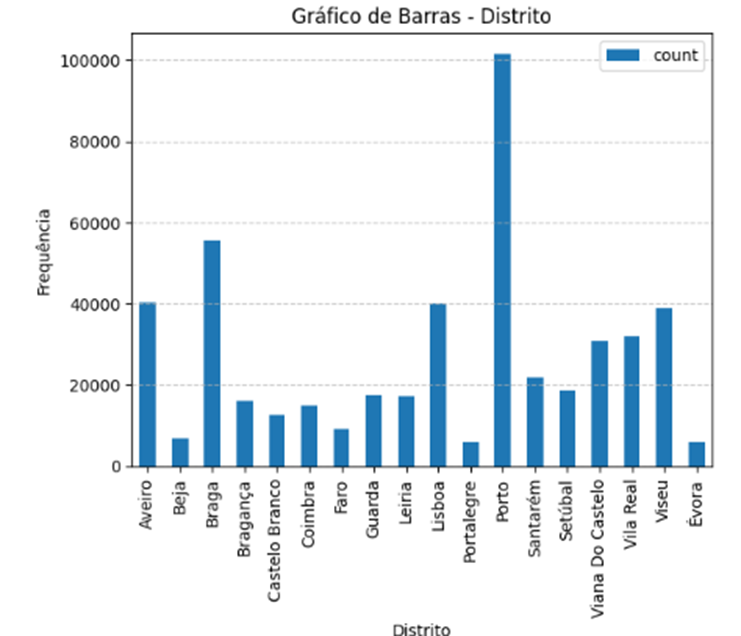 Gráfico de Barras - Distrito
count
100000
80000
60000
40000
20000
0
Frequência
Aveiro
Beja
Braga
Bragança
Castelo Branco
Coimbra
Faro
Guarda
Leiria
Lisboa
Portalegre
Porto
Santarém
Setúbal
Viana Do Castelo
Vila Real
Viseu
Évora
Distrito